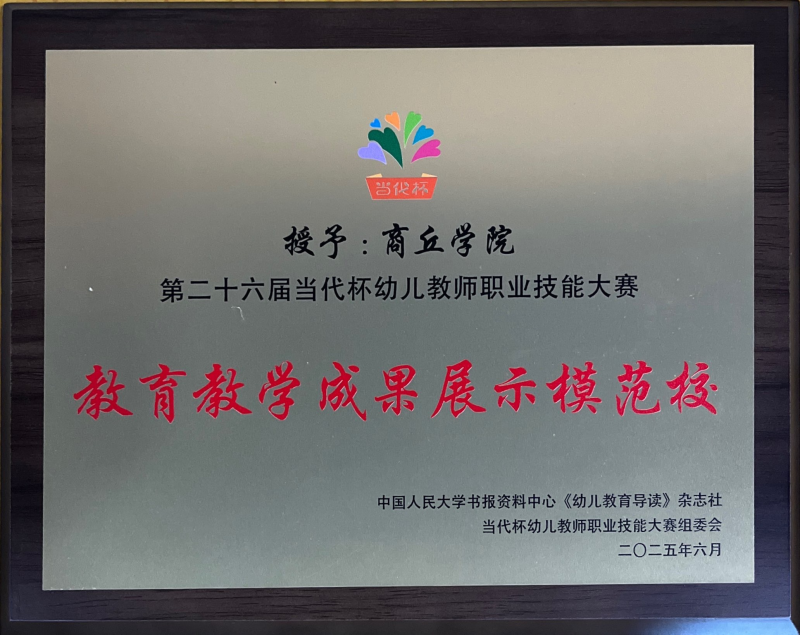 当代杯
授予：商丘学院
第二十六届当代杯幼儿教师职业技能大赛
教育教学成果展示模范校
中国人民大学书报资料中心《幼儿教育导读》杂志社
当代杯幼儿教师职业技能大赛组委会
二〇二五年六月